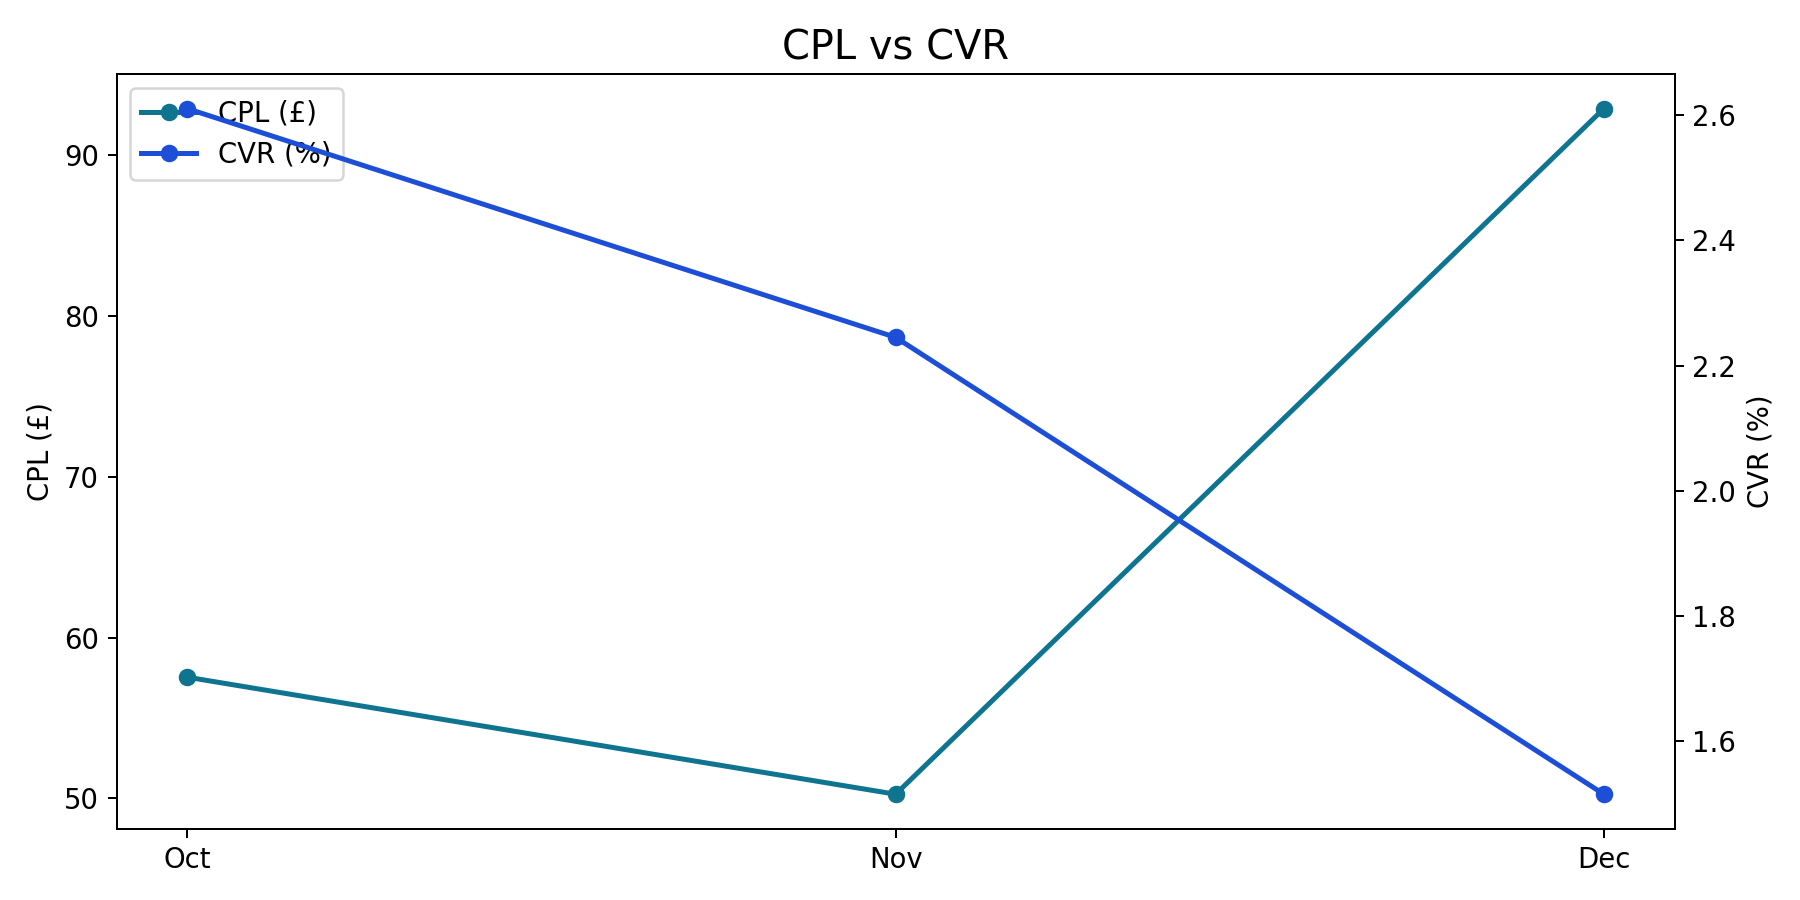 CPL vs CVR
CPL (£)
CVR (%)
90
80
70
60
50
CPL (£)
2.6
2.4
2.2
2.0
1.8
1.6
CVR (%)
Oct Nov Dec